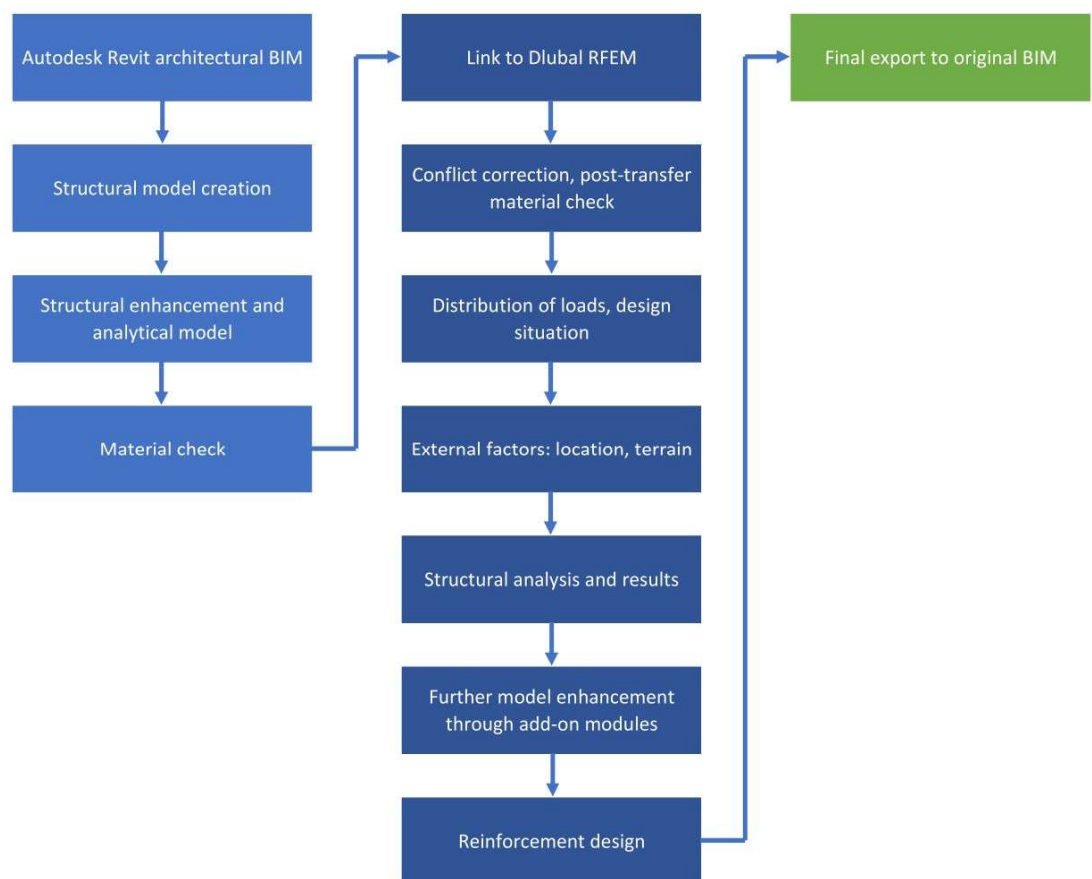 Autodesk Revit architectural BIM
Structural model creation
Structural enhancement and
analytical model
Material check
Link to Dlubal RFEM
Conflict correction, post-transfer
material check
Distribution of loads, design
situation
External factors: location, terrain
Structural analysis and results
Further model enhancement
through add-on modules
Reinforcement design
Final export to original BIM